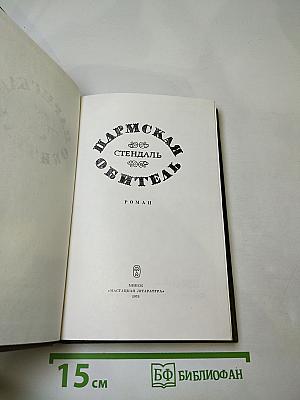 ПАРМСКАЯ
СТЕНДАЛЬ
ОБИТЕЛЬ
РОМАН
МИНСК
«МАСТАЦКАЯ ЛІТАРАТУРА»
15 см
БФ БИБЛИОФАН